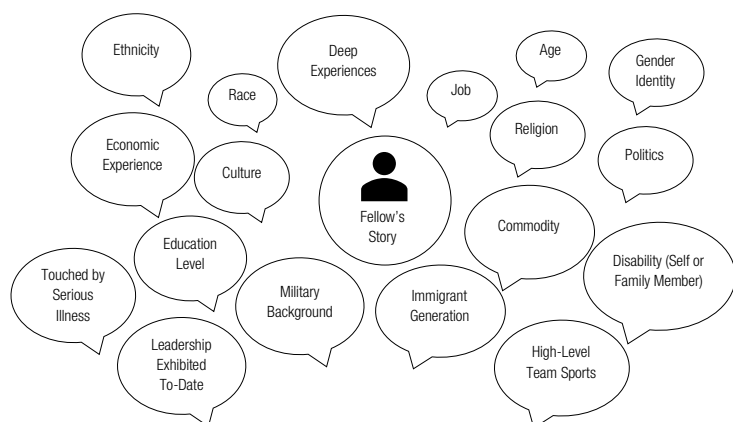 Ethnicity
Race
Deep
Experiences
Job
Age
Gender
Identity
Economic
Experience
Culture
Religion
Politics
Fellow's
Story
Education
Level
Commodity
Touched by
Serious
Illness
Military
Background
Immigrant
Generation
Disability (Self or
Family Member)
Leadership
Exhibited
To-Date
High-Level
Team Sports